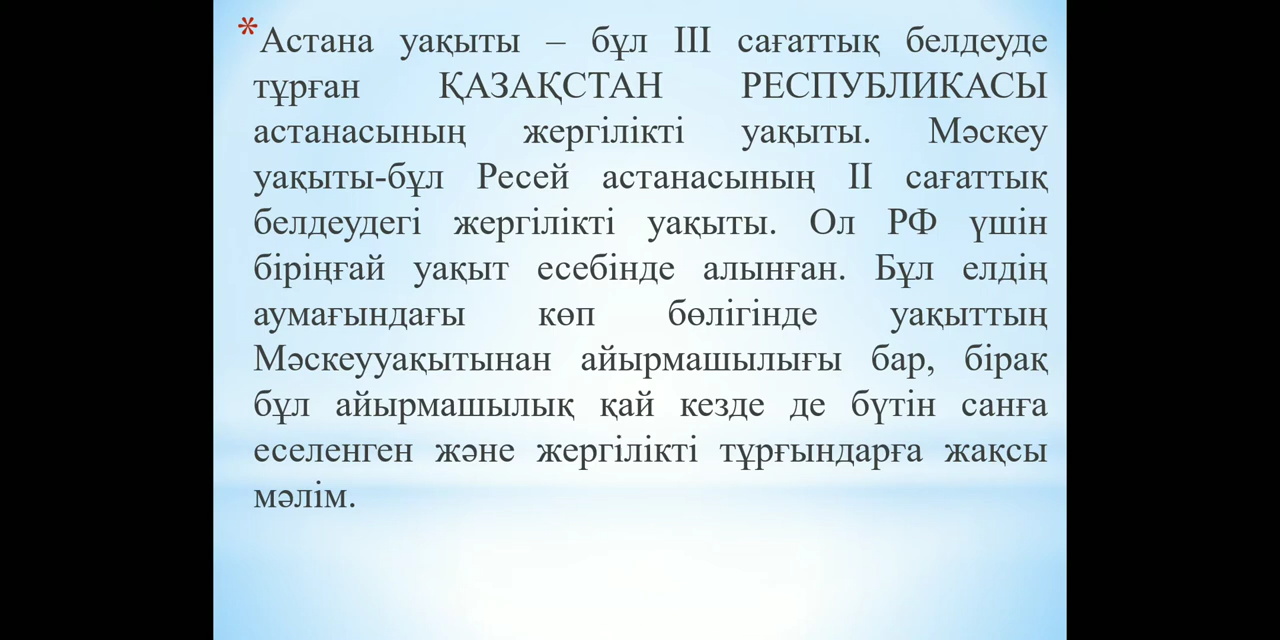 *Астана уақыты – бұл III сағаттық белдеуде
тұрған ҚАЗАҚСТАН РЕСПУБЛИКАСЫ
астанасының жергілікті уақыты. Мәскеу
уақыты-бұл Ресей астанасының II сағаттық
белдеудегі жергілікті уақыты. Ол РФ үшін
біріңғай уақыт есебінде алынған. Бұл елдің
аумағындағы көп бөлігінде уақыттың
Мәскеууақытынан айырмашылығы бар, бірақ
бұл айырмашылық қай кезде де бүтін санға
еселенген және жергілікті тұрғындарға жақсы
мәлім.